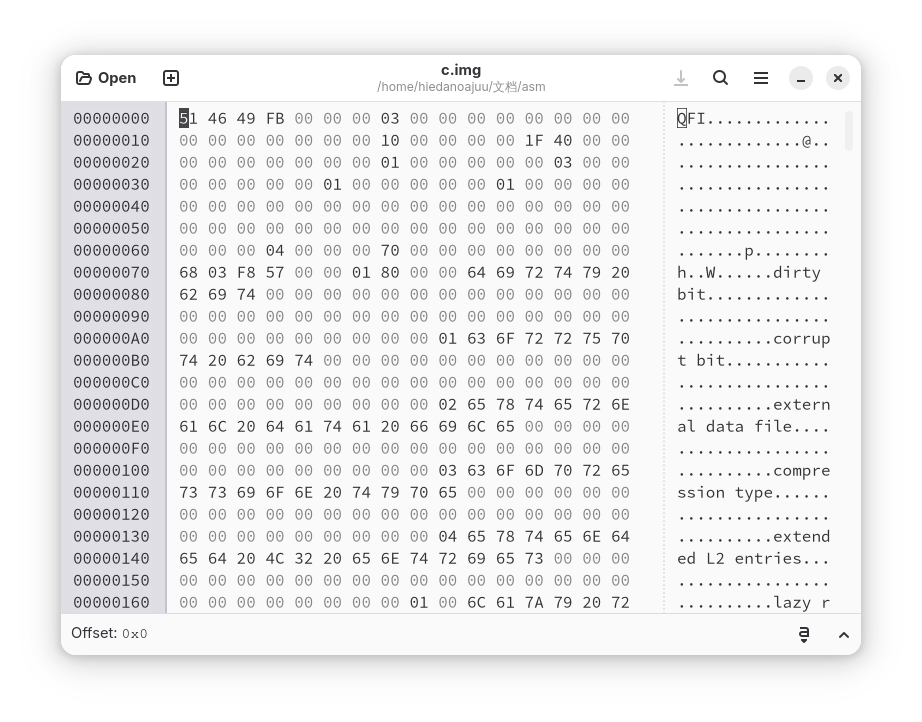 Open
c.img
/home/hiedanoajuu/文档/asm
00000000 51 46 49 FB 00 00 00 03 00 00 00 00 00 00 00 00 QFI.............
00000010 00 00 00 00 00 00 00 10 00 00 00 00 1F 40 00 00 .............@..
00000020 00 00 00 00 00 00 00 01 00 00 00 00 00 03 00 00 ................
00000030 00 00 00 00 00 01 00 00 00 00 00 01 00 00 00 00 ................
00000040 00 00 00 00 00 00 00 00 00 00 00 00 00 00 00 00 ................
00000050 00 00 00 00 00 00 00 00 00 00 00 00 00 00 00 00 ................
00000060 00 00 00 04 00 00 00 70 00 00 00 00 00 00 00 00 .......p........
00000070 68 03 F8 57 00 00 01 80 00 00 64 69 72 74 79 20 h..W......dirty
00000080 62 69 74 00 00 00 00 00 00 00 00 00 00 00 00 00 bit.............
00000090 00 00 00 00 00 00 00 00 00 00 00 00 00 00 00 00 ................
000000A0 00 00 00 00 00 00 00 00 00 01 63 6F 72 72 75 70 ..........corrup
000000B0 74 20 62 69 74 00 00 00 00 00 00 00 00 00 00 00 t bit...........
000000C0 00 00 00 00 00 00 00 00 00 00 00 00 00 00 00 00 ................
000000D0 00 00 00 00 00 00 00 00 00 02 65 78 74 65 72 6E ..........extern
000000E0 61 6C 20 64 61 74 61 20 66 69 6C 65 00 00 00 00 al data file....
000000F0 00 00 00 00 00 00 00 00 00 00 00 00 00 00 00 00 ................
00000100 00 00 00 00 00 00 00 00 00 03 63 6F 6D 70 72 65 ..........compre
00000110 73 73 69 6F 6E 20 74 79 70 65 00 00 00 00 00 00 ssion type......
00000120 00 00 00 00 00 00 00 00 00 00 00 00 00 00 00 00 ................
00000130 00 00 00 00 00 00 00 00 00 04 65 78 74 65 6E 64 ..........extend
00000140 65 64 20 4C 32 20 65 6E 74 72 69 65 73 00 00 00 ed L2 entries...
00000150 00 00 00 00 00 00 00 00 00 00 00 00 00 00 00 00 ................
00000160 00 00 00 00 00 00 00 00 01 00 6C 61 7A 79 20 72 ..........lazy r
Offset: 0x0